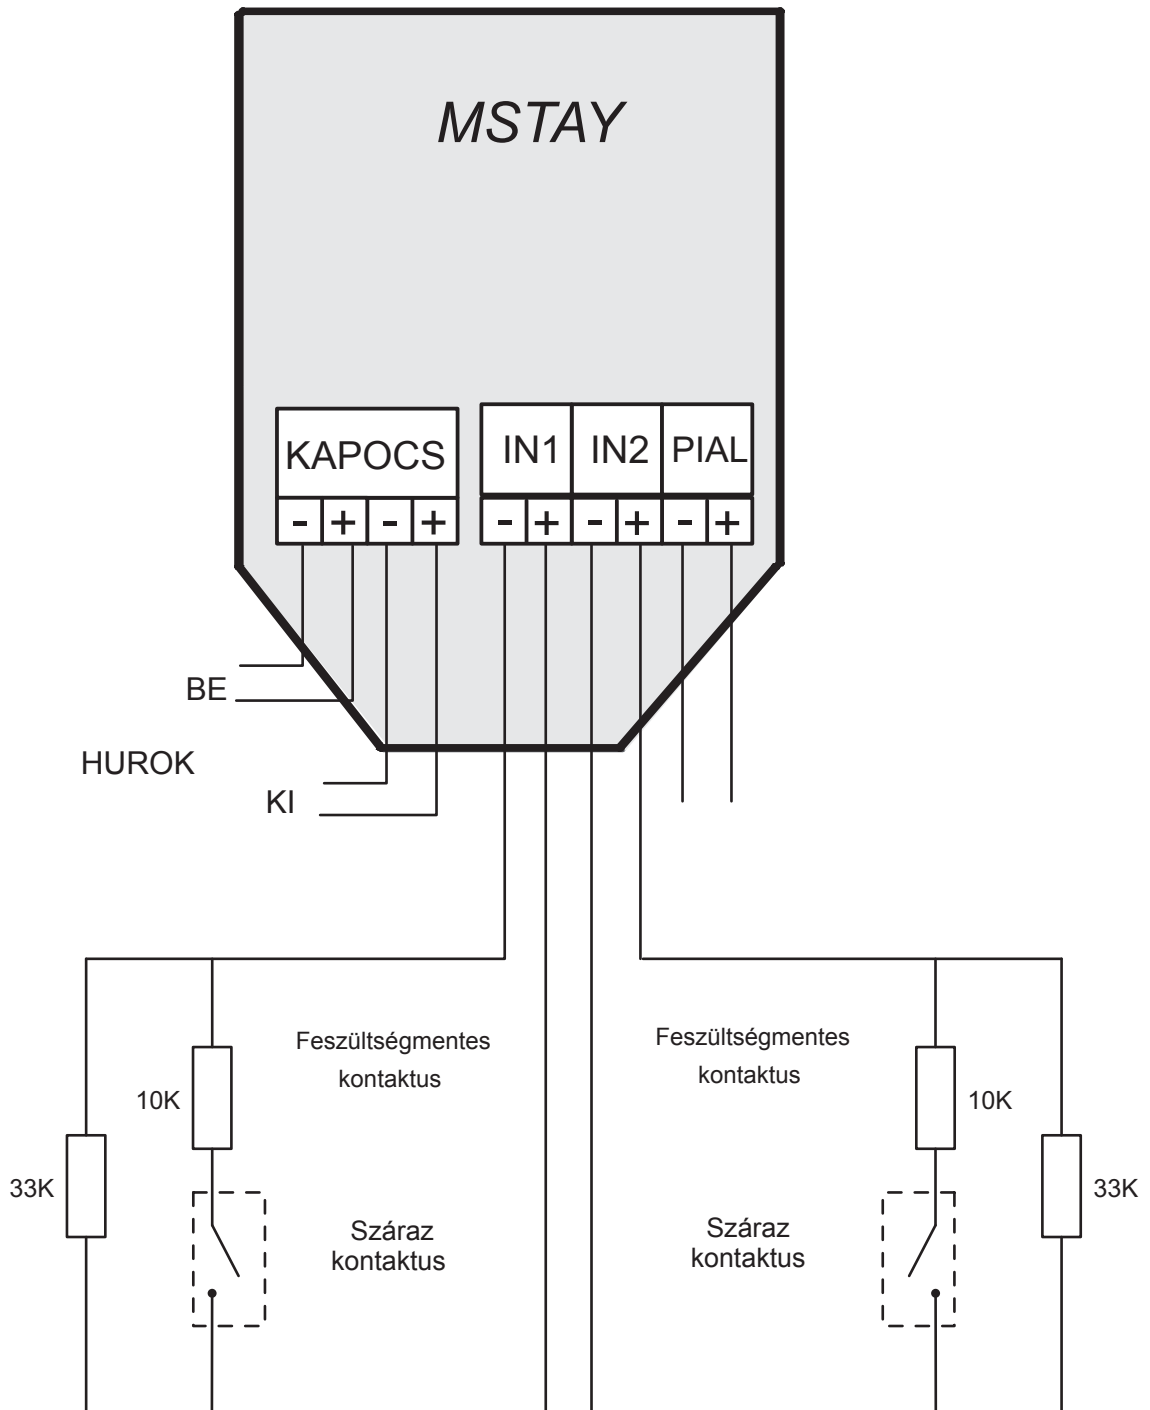 MSTAY
KAPOCS
IN1 IN2 PIAL
- + - +
- + - + - +
BE
HUROK
KI
Feszültségmentes
kontaktus
Feszültségmentes
kontaktus
10K
10K
33K
33K
Száraz
kontaktus
Száraz
kontaktus